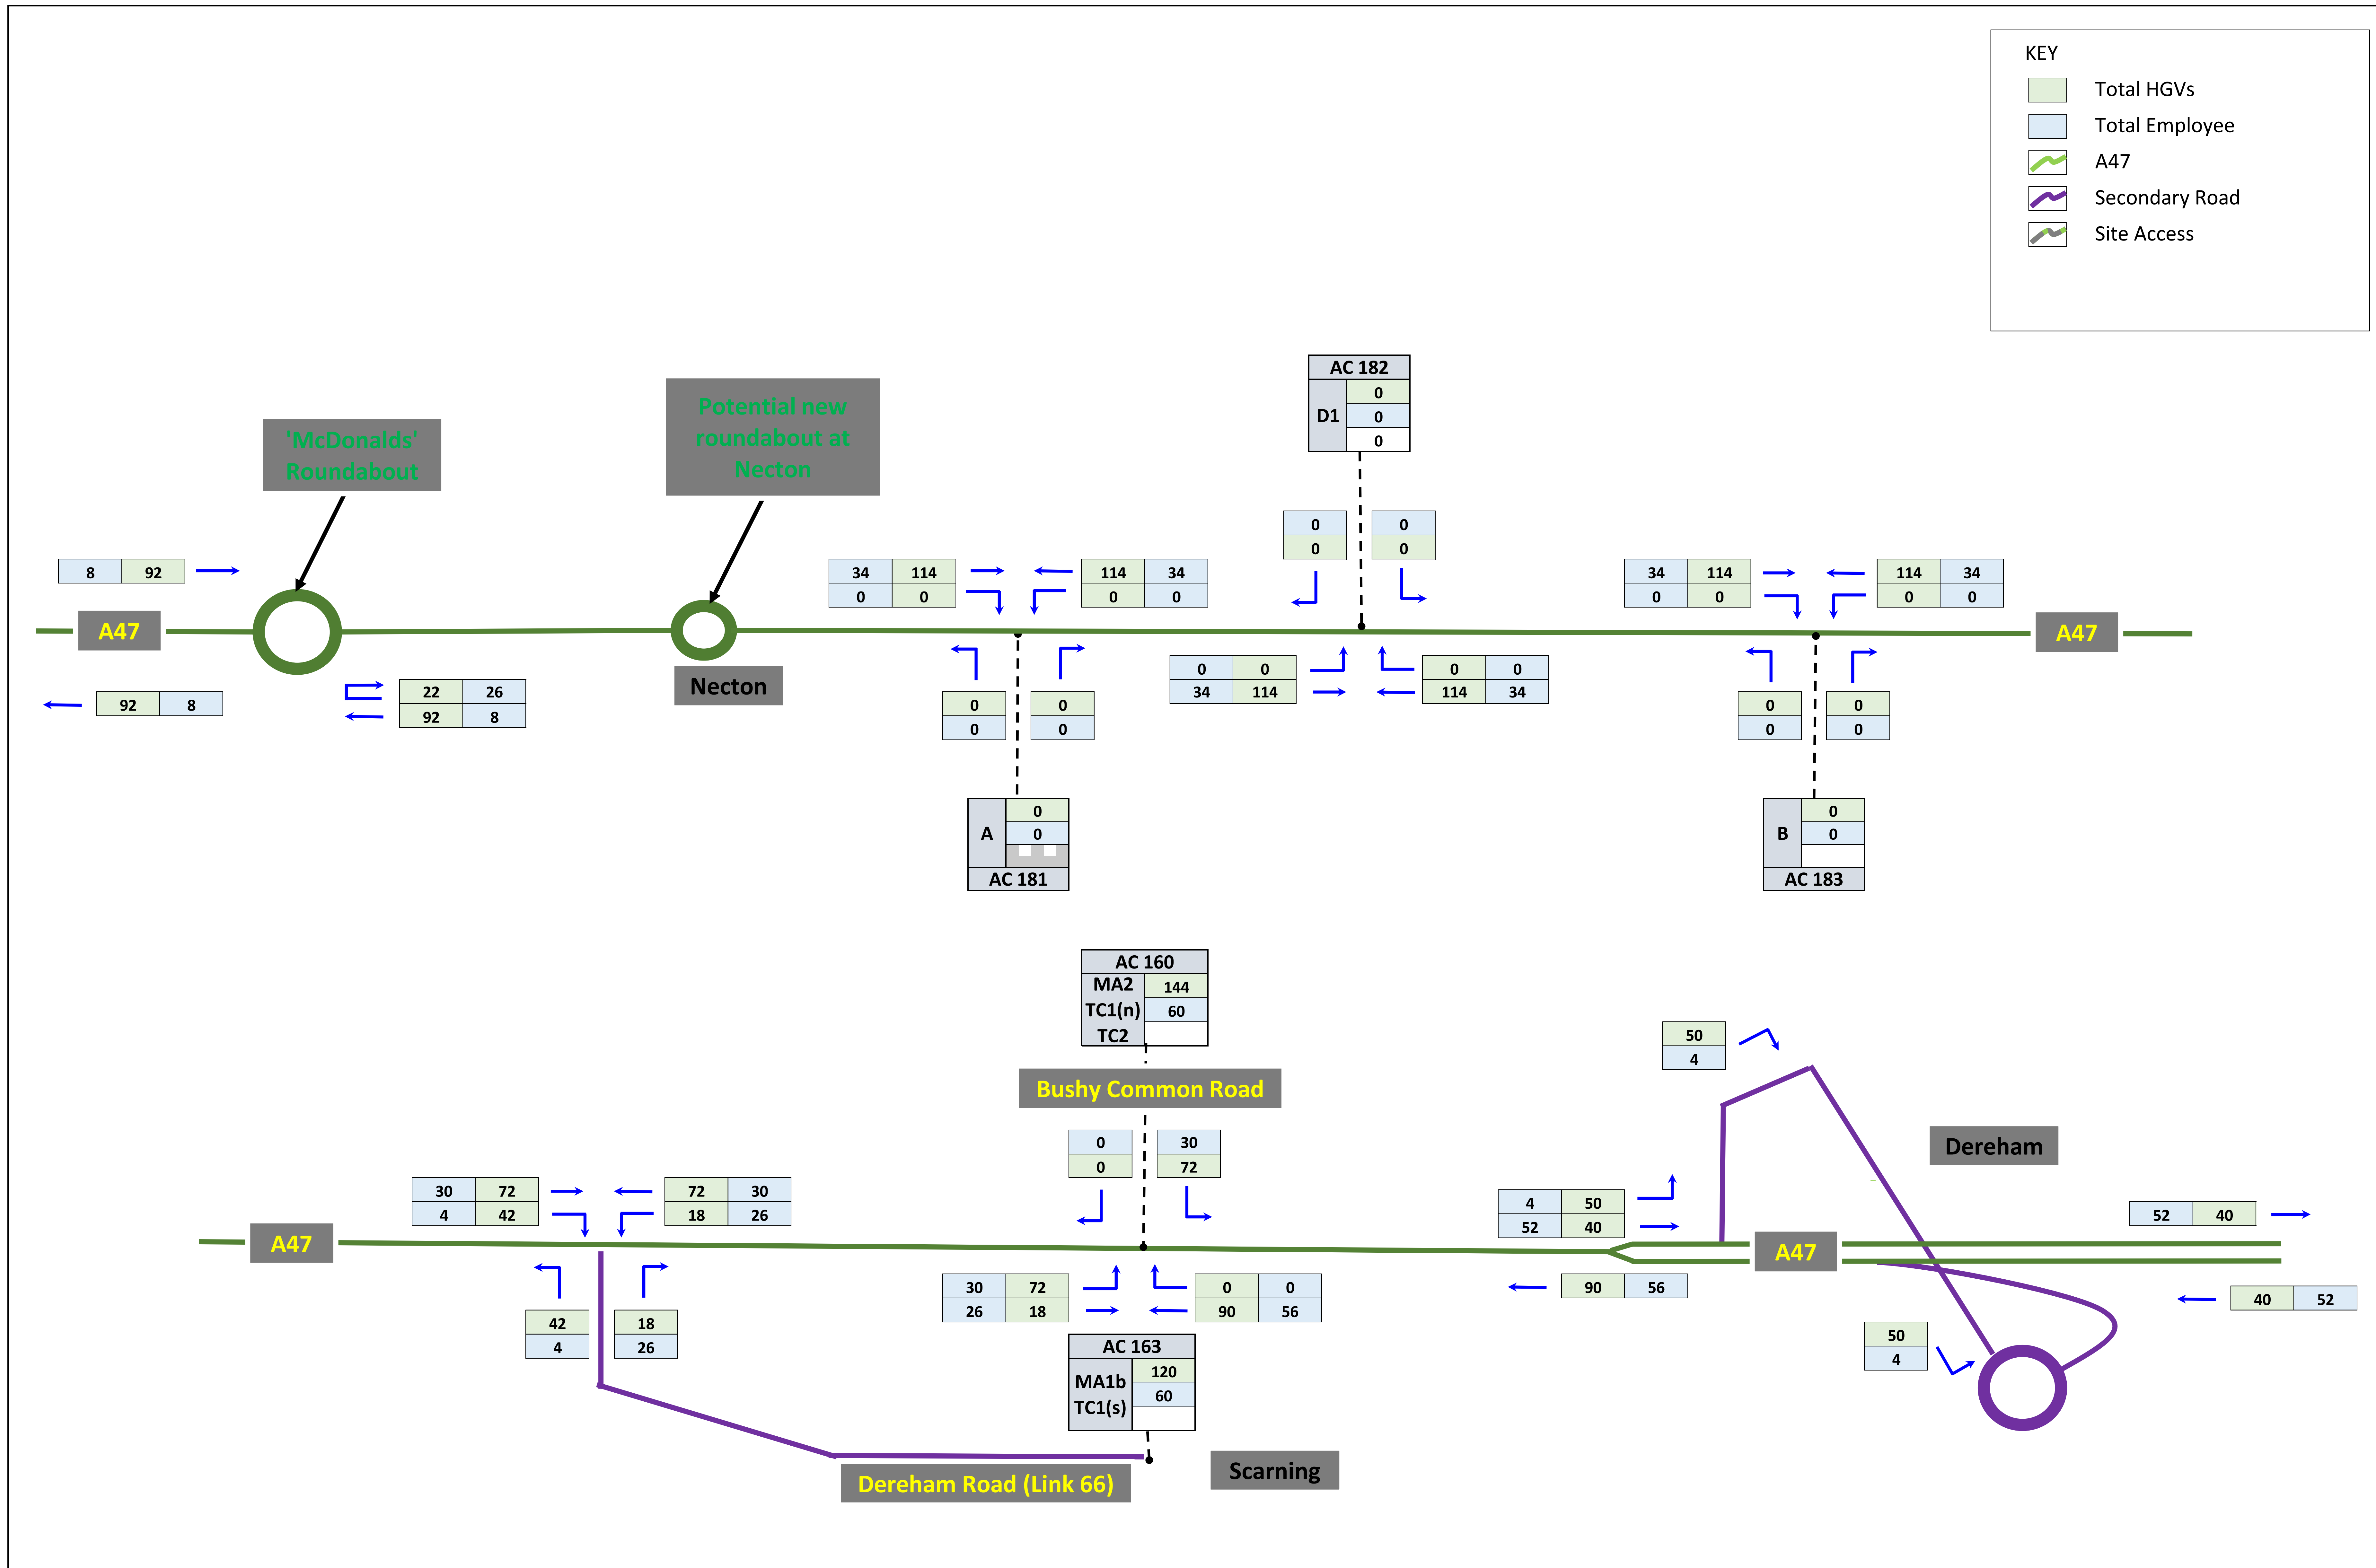 KEY
Total HGVs
Total Employee
A47
Secondary Road
Site Access
AC 182
D1
0
0
0
'McDonalds'
Roundabout
Potential new
roundabout at
Necton
0 0
0 0
8 92
34 114
0 0
114 34
0 0
34 114
0 0
114 34
0 0
A47
A47
Necton
0 0
34 114
0 0
114 34
92 8
22 26
92 8
0 0
0 0
0 0
0 0
A
0
0
AC 181
B
0
0
AC 183
AC 160
MA2
TC1(n)
TC2
144
60
Bushy Common Road
50
4
Dereham
0 30
0 72
30 72
4 42
72 30
18 26
4 50
52 40
52 40
A47
A47
30 72
26 18
0 0
90 56
90 56
40 52
42 18
4 26
50
4
AC 163
MA1b
TC1(s)
120
60
Dereham Road (Link 66)
Scarning